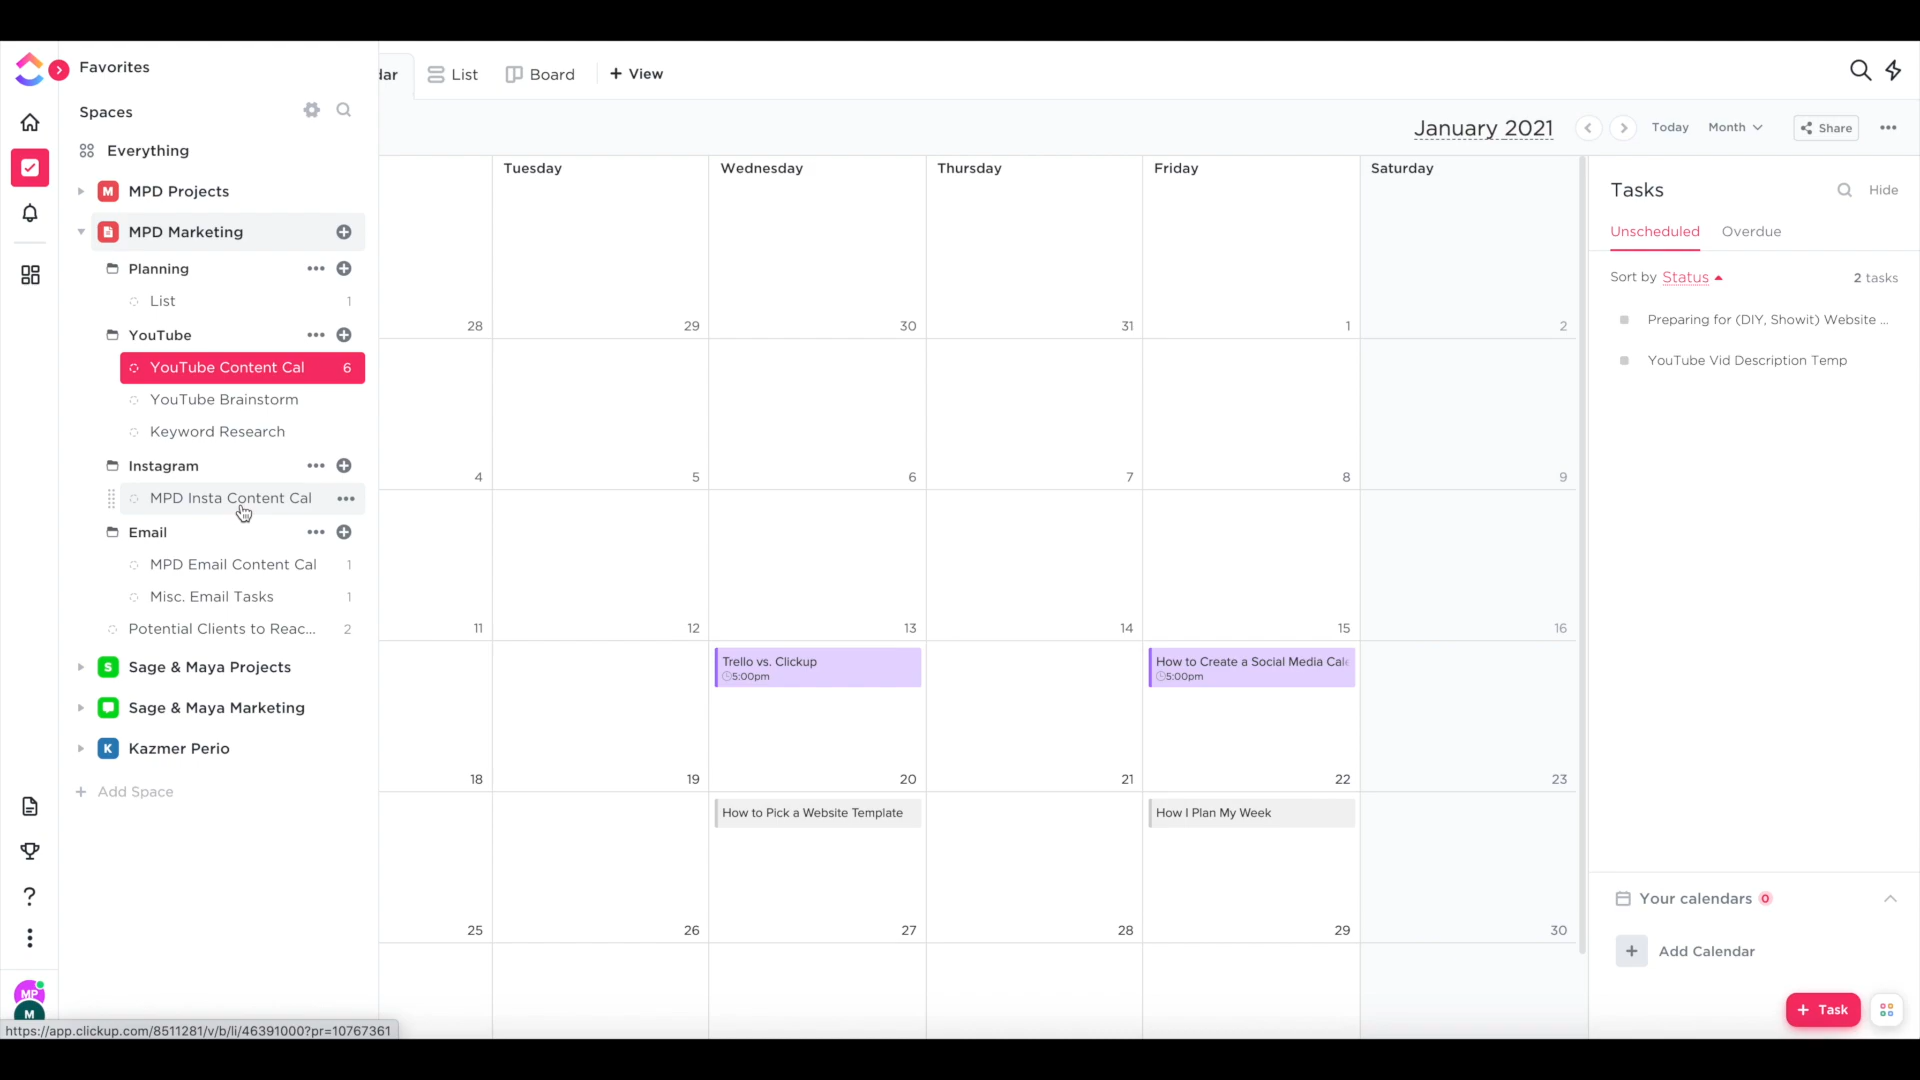 Favorites
Spaces
Everything
M MPD Projects
MPD Marketing
Planning
List 1
YouTube
YouTube Content Cal 6
YouTube Brainstorm
Keyword Research
Instagram
MPD Insta Content Cal
Email
MPD Email Content Cal 1
Misc. Email Tasks 1
Potential Clients to Reac... 2
S Sage & Maya Projects
Sage & Maya Marketing
K Kazmer Perio
+ Add Space
?
MP
M
https://app.clickup.com/8511281/v/b/li/46391000?pr=10767361
dar List Board + View
January 2021 Today Month Share
Tuesday Wednesday Thursday Friday Saturday
28 29 30 31 1 2
4 5 6 7 8 9
11 12 13 14 15 16
Trello vs. Clickup
5:00pm
How to Create a Social Media Cale
5:00pm
18 19 20 21 22 23
How to Pick a Website Template
How I Plan My Week
25 26 27 28 29 30
Tasks Hide
Unscheduled Overdue
Sort by Status 2 tasks
Preparing for (DIY, Showit) Website ...
YouTube Vid Description Temp
Your calendars 0
+ Add Calendar
+ Task